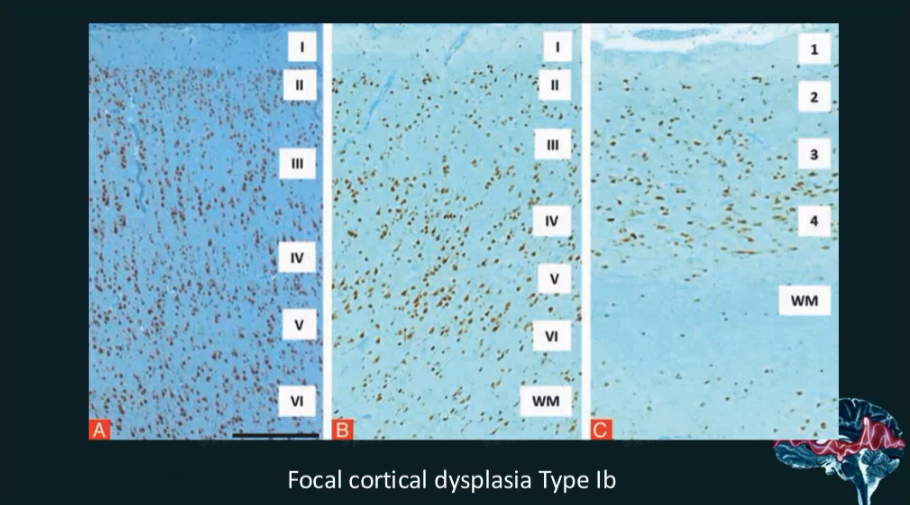 I
II
III
IV
V
VI
A
I
II
III
IV
V
VI
WM
B
1
2
3
4
WM
C
Focal cortical dysplasia Type Ib